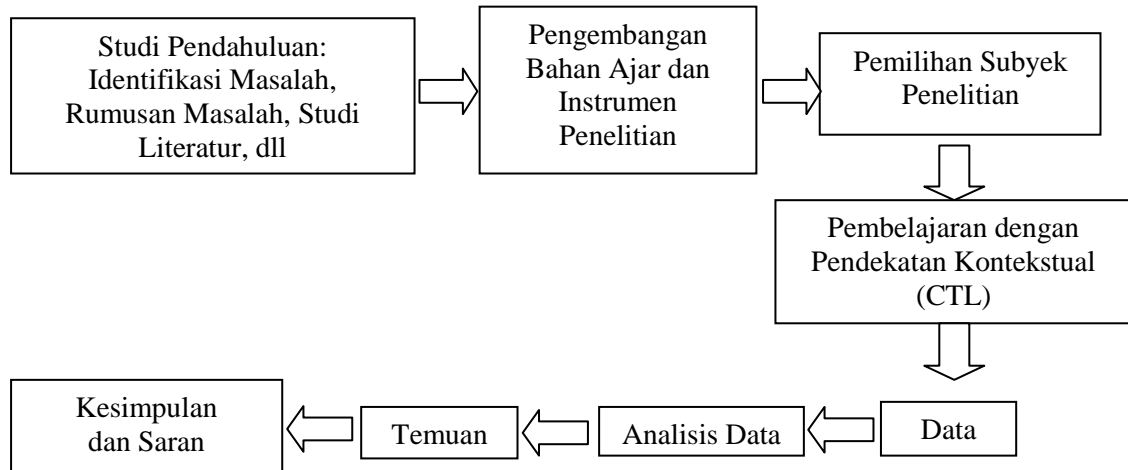 Studi Pendahuluan:
Identifikasi Masalah,
Rumusan Masalah, Studi
Literatur, dll
Pengembangan
Bahan Ajar dan
Instrumen
Penelitian
Pemilihan Subyek
Penelitian
Pembelajaran dengan
Pendekatan Kontekstual
(CTL)
Data
Analisis Data
Temuan
Kesimpulan
dan Saran